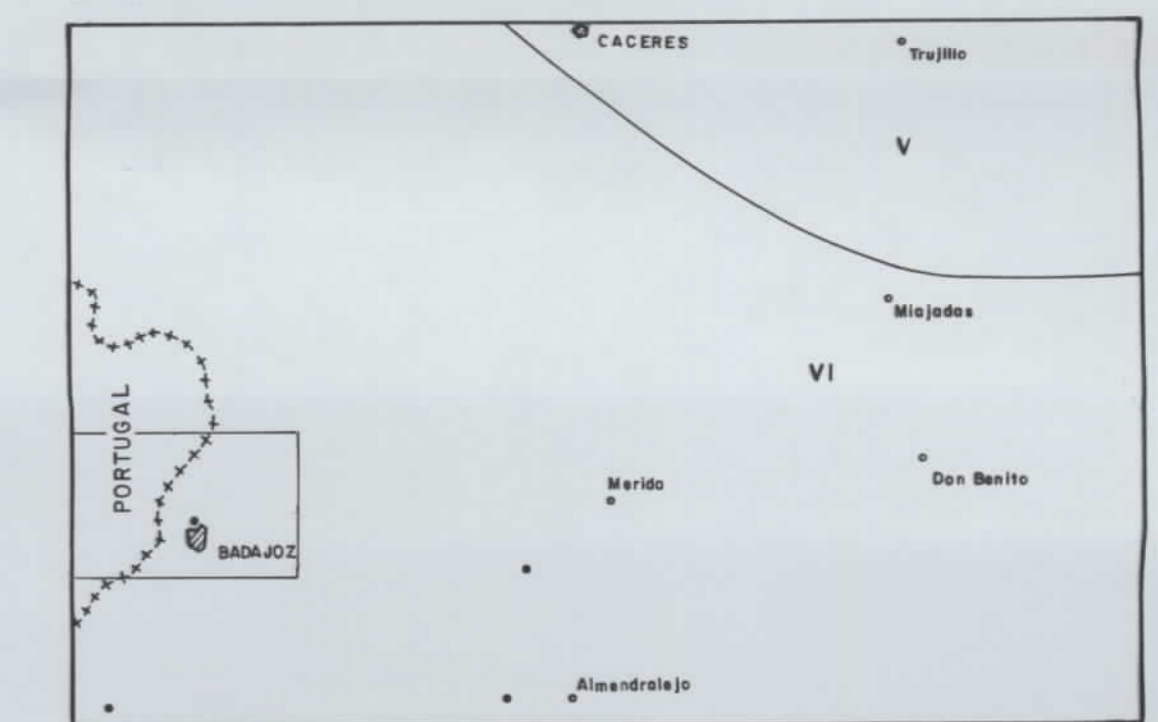 CACERES
Trujillo
V
Miajadas
VI
PORTUGAL
Don Benito
Merida
BADAJOZ
Almendralejo